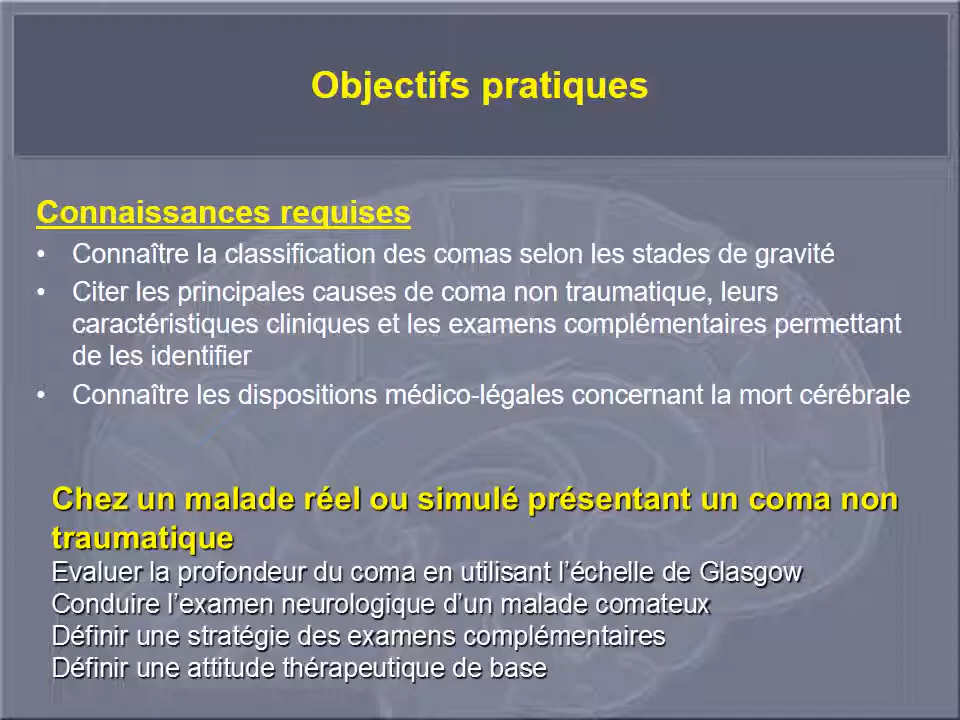 Objectifs pratiques
Connaissances requises
• Connaître la classification des comas selon les stades de gravité
• Citer les principales causes de coma non traumatique, leurs
caractéristiques cliniques et les examens complémentaires permettant
de les identifier
• Connaître les dispositions médico-légales concernant la mort cérébrale
Chez un malade réel ou simulé présentant un coma non
traumatique
Evaluer la profondeur du coma en utilisant l’échelle de Glasgow
Conduire l’examen neurologique d’un malade comateux
Définir une stratégie des examens complémentaires
Définir une attitude thérapeutique de base